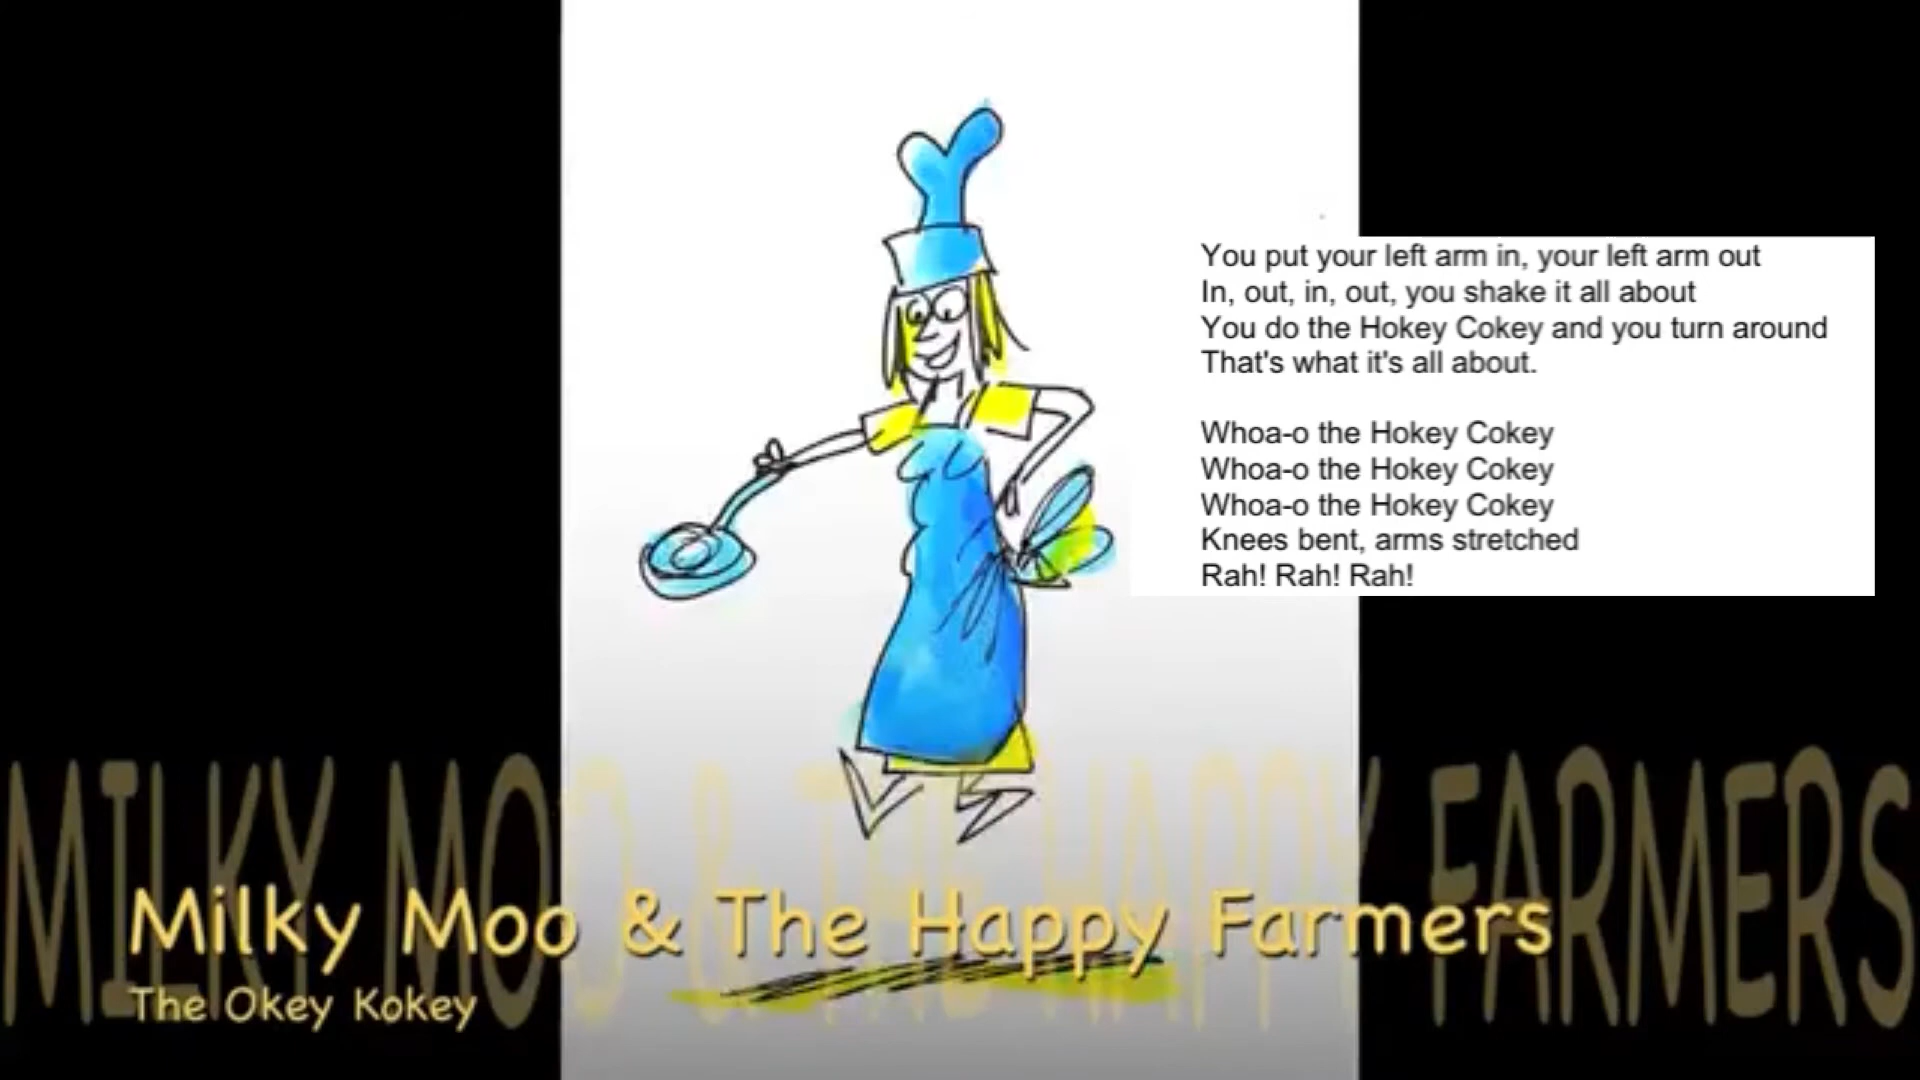 You put your left arm in, your left arm out
In, out, in, out, you shake it all about
You do the Hokey Cokey and you turn around
That's what it's all about.
Whoa-o the Hokey Cokey
Whoa-o the Hokey Cokey
Whoa-o the Hokey Cokey
Knees bent, arms stretched
Rah! Rah! Rah!
MILKY MOO & THE HAPPY FARMERS
Milky Moo & The Happy Farmers
The Okey Kokey